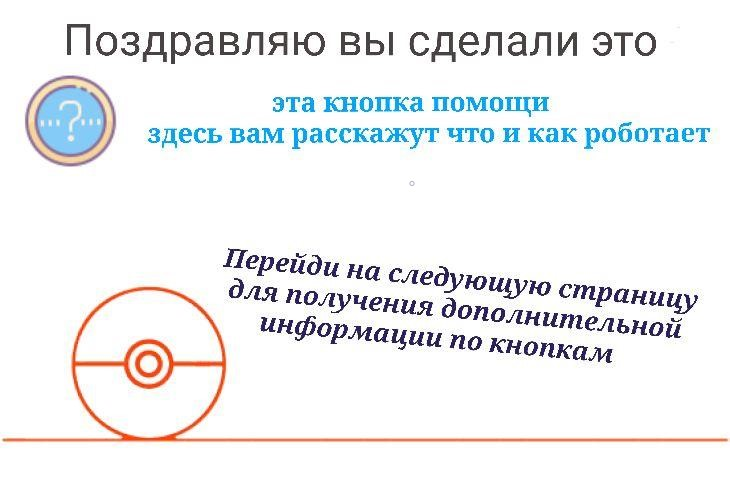 Поздравляю вы сделали это
?
эта кнопка помощи
здесь вам расскажут что и как роботает
Перейди на следующую страницу
для получения дополнительной
информации по кнопкам